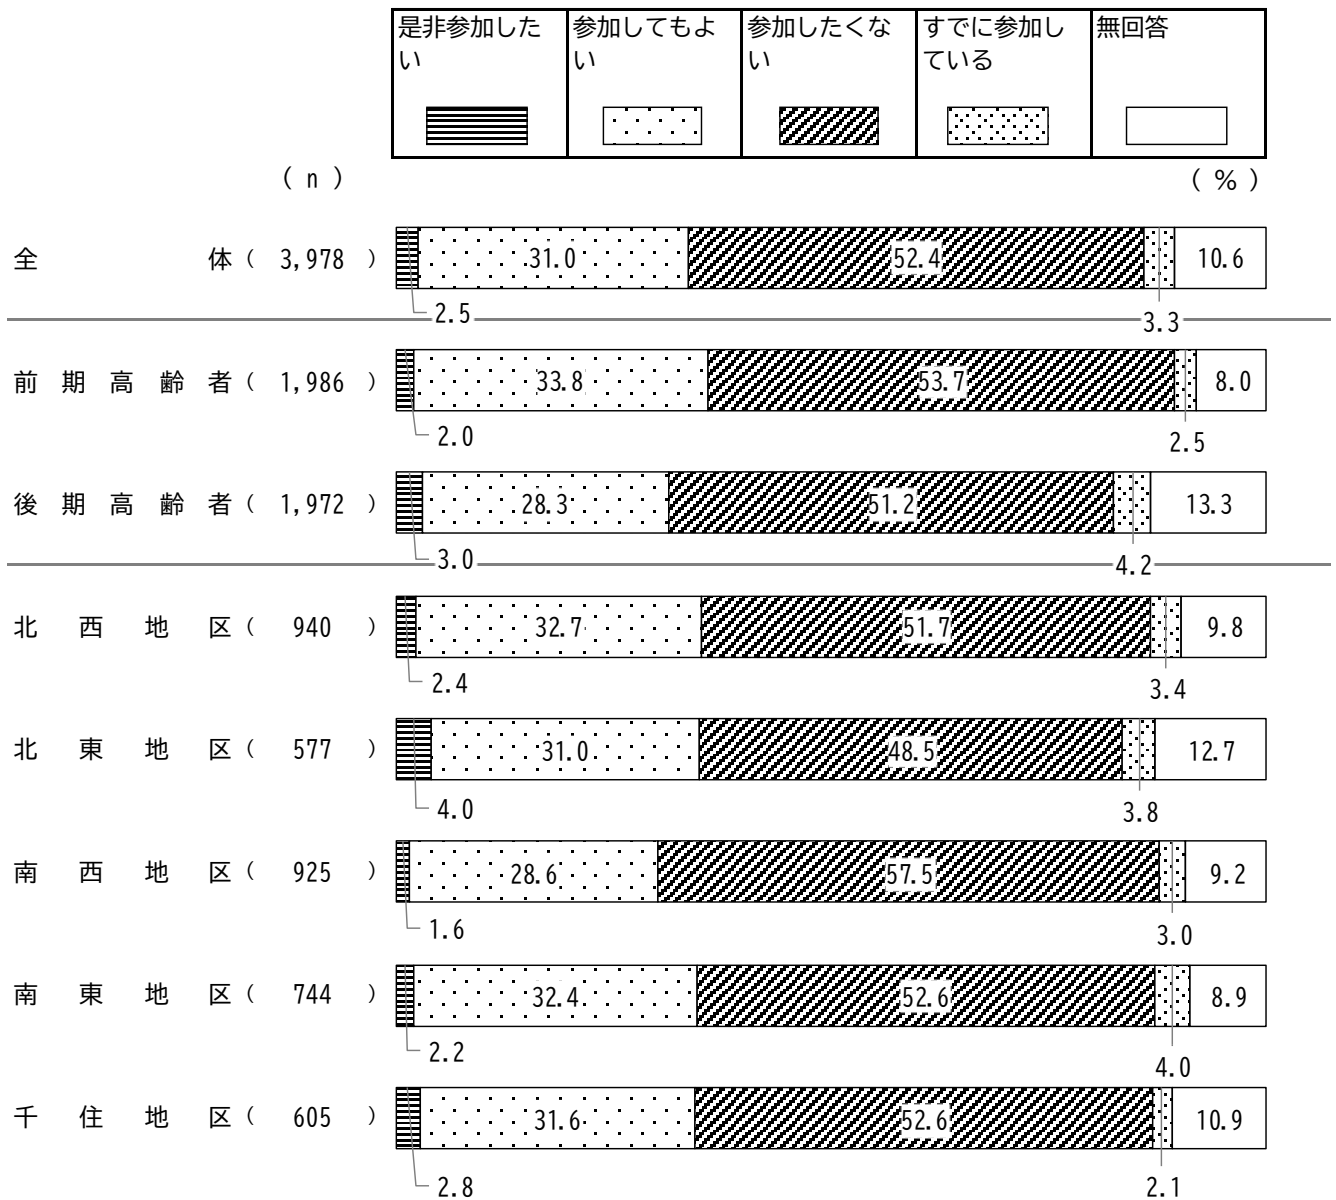 是非参加したい
参加してもよい
参加したくない
すでに参加している
無回答
( n )
( % )
全体( 3,978 )
31.0
52.4
10.6
2.5
3.3
前期高齢者( 1,986 )
33.8
53.7
8.0
2.0
2.5
後期高齢者( 1,972 )
28.3
51.2
13.3
3.0
4.2
北西地区( 940 )
32.7
51.7
9.8
2.4
3.4
北東地区( 577 )
31.0
48.5
12.7
4.0
3.8
南西地区( 925 )
28.6
57.5
9.2
1.6
3.0
南東地区( 744 )
32.4
52.6
8.9
2.2
4.0
千住地区( 605 )
31.6
52.6
10.9
2.8
2.1